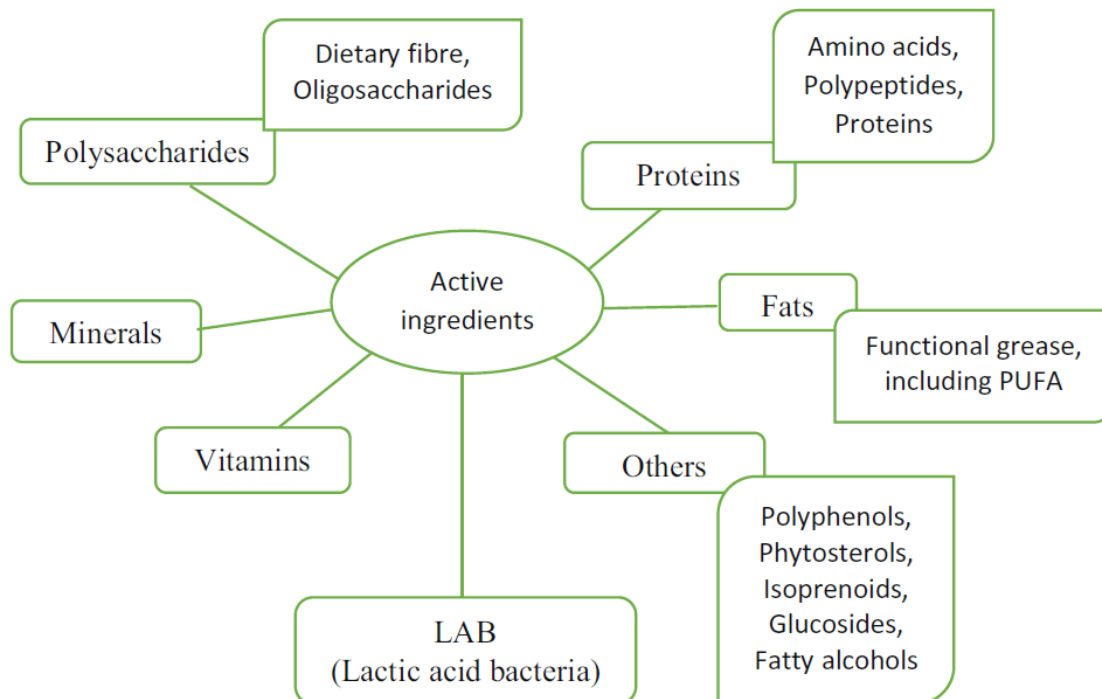 Dietary fibre,
Oligosaccharides
Polysaccharides
Amino acids,
Polypeptides,
Proteins
Proteins
Active
ingredients
Minerals
Fats
Functional grease,
including PUFA
Vitamins
Others
Polyphenols,
Phytosterols,
Isoprenoids,
Glucosides,
Fatty alcohols
LAB
(Lactic acid bacteria)